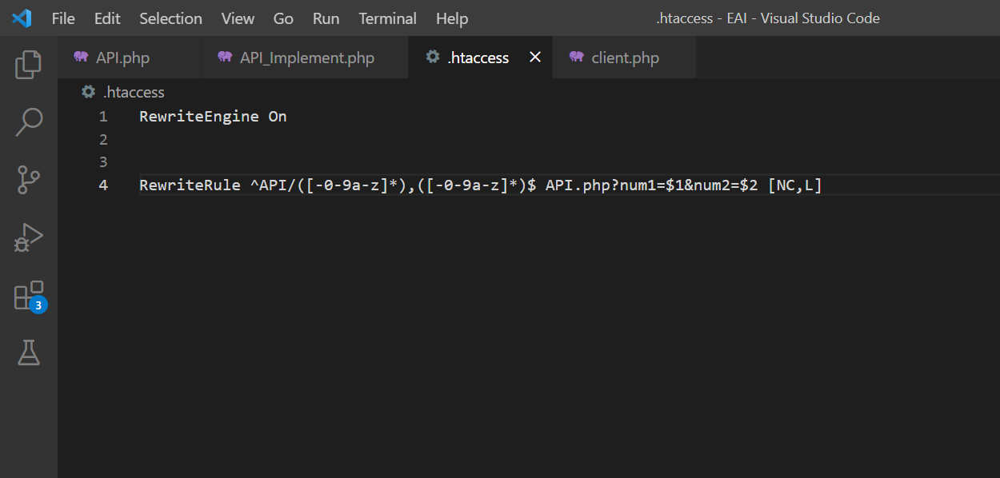 File Edit Selection View Go Run Terminal Help .htaccess - EAI - Visual Studio Code
API.php API_Implement.php .htaccess client.php
.htaccess
1 RewriteEngine On
2
3
4 RewriteRule ^API/([-0-9a-z]*),([-0-9a-z]*)$ API.php?num1=$1&num2=$2 [NC,L]
3